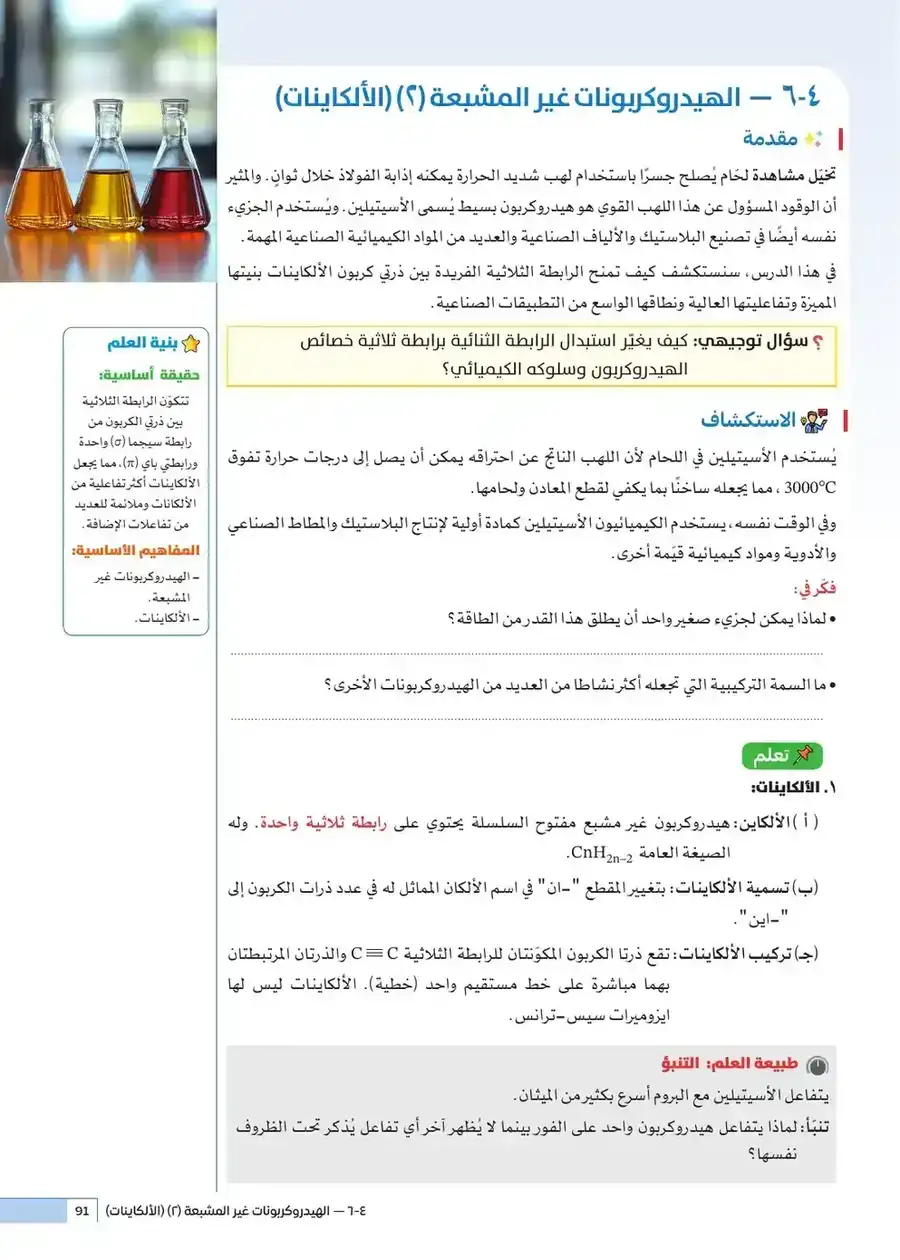 ٤-٦ – الهيدروكربونات غير المشبعة (٢) (الألكاينات)
مقدمة
تخيّل مشاهدة لحّام يُصلح جسرًا باستخدام لهب شديد الحرارة يمكنه إذابة الفولاذ خلال ثوانٍ. والمثير
أن الوقود المسؤول عن هذا اللهب القوي هو هيدروكربون بسيط يُسمى الأسيتيلين. ويُستخدم الجزيء
نفسه أيضًا في تصنيع البلاستيك والألياف الصناعية والعديد من المواد الكيميائية الصناعية المهمة.
في هذا الدرس، سنستكشف كيف تمنح الرابطة الثلاثية الفريدة بين ذرتي كربون الألكاينات بنيتها
المميزة وتفاعليتها العالية ونطاقها الواسع من التطبيقات الصناعية.
؟ سؤال توجيهي: كيف يغيّر استبدال الرابطة الثنائية برابطة ثلاثية خصائص
الهيدروكربون وسلوكه الكيميائي؟
الاستكشاف
يُستخدم الأسيتيلين في اللحام لأن اللهب الناتج عن احتراقه يمكن أن يصل إلى درجات حرارة تفوق
3000°C ، مما يجعله ساخنًا بما يكفي لقطع المعادن ولحامها.
وفي الوقت نفسه، يستخدم الكيميائيون الأسيتيلين كمادة أولية لإنتاج البلاستيك والمطاط الصناعي
والأدوية ومواد كيميائية قيّمة أخرى.
فكّر في:
• لماذا يمكن لجزيء صغير واحد أن يطلق هذا القدر من الطاقة؟
• ما السمة التركيبية التي تجعله أكثر نشاطا من العديد من الهيدروكربونات الأخرى؟
تعلم
١. الألكاينات:
( أ ) الألكاين: هيدروكربون غير مشبع مفتوح السلسلة يحتوي على رابطة ثلاثية واحدة. وله
الصيغة العامة CnH2n–2.
(ب) تسمية الألكاينات: بتغيير المقطع "–ان" في اسم الألكان المماثل له في عدد ذرات الكربون إلى
"–اين".
(جـ) تركيب الألكاينات: تقع ذرتا الكربون المكوّنتان للرابطة الثلاثية C≡C والذرتان المرتبطتان
بهما مباشرة على خط مستقيم واحد (خطية). الألكاينات ليس لها
ايزوميرات سيس–ترانس.
طبيعة العلم: التنبؤ
يتفاعل الأسيتيلين مع البروم أسرع بكثير من الميثان.
تنبّأ: لماذا يتفاعل هيدروكربون واحد على الفور بينما لا يُظهر آخر أي تفاعل يُذكر تحت الظروف
نفسها؟
بنية العلم
حقيقة أساسية:
تتكوّن الرابطة الثلاثية
بين ذرتي الكربون من
رابطة سيجما (σ) واحدة
ورابطتي باي (π)، مما يجعل
الألكاينات أكثر تفاعلية من
الألكانات وملائمة للعديد
من تفاعلات الإضافة.
المفاهيم الأساسية:
– الهيدروكربونات غير
المشبعة.
– الألكاينات.
٤-٦ – الهيدروكربونات غير المشبعة (٢) (الألكاينات)
91